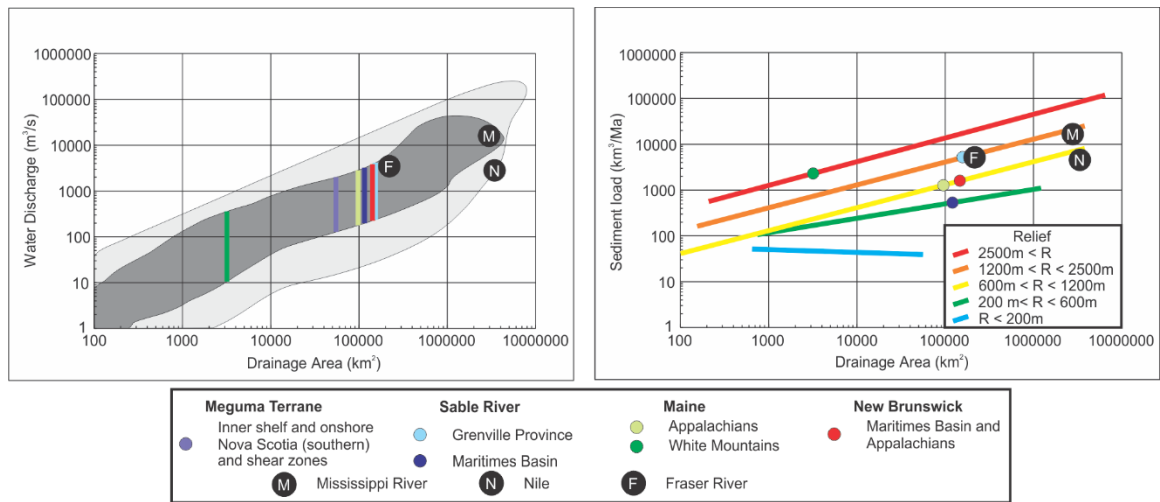 1000000
100000
10000
1000
100
10
1
Water Discharge (m³/s)
100
1000
10000
100000
1000000
10000000
Drainage Area (km²)
F
M
N
1000000
100000
10000
1000
100
10
1
Sediment load (km³/Ma)
100
1000
10000
100000
1000000
10000000
Drainage Area (km²)
F
M
N
Relief
2500m < R
1200m < R < 2500m
600m < R < 1200m
200 m< R < 600m
R < 200m
Meguma Terrane
Inner shelf and onshore
Nova Scotia (southern)
and shear zones
Sable River
Grenville Province
Maritimes Basin
Maine
Appalachians
White Mountains
New Brunswick
Maritimes Basin and
Appalachians
M Mississippi River
N Nile
F Fraser River